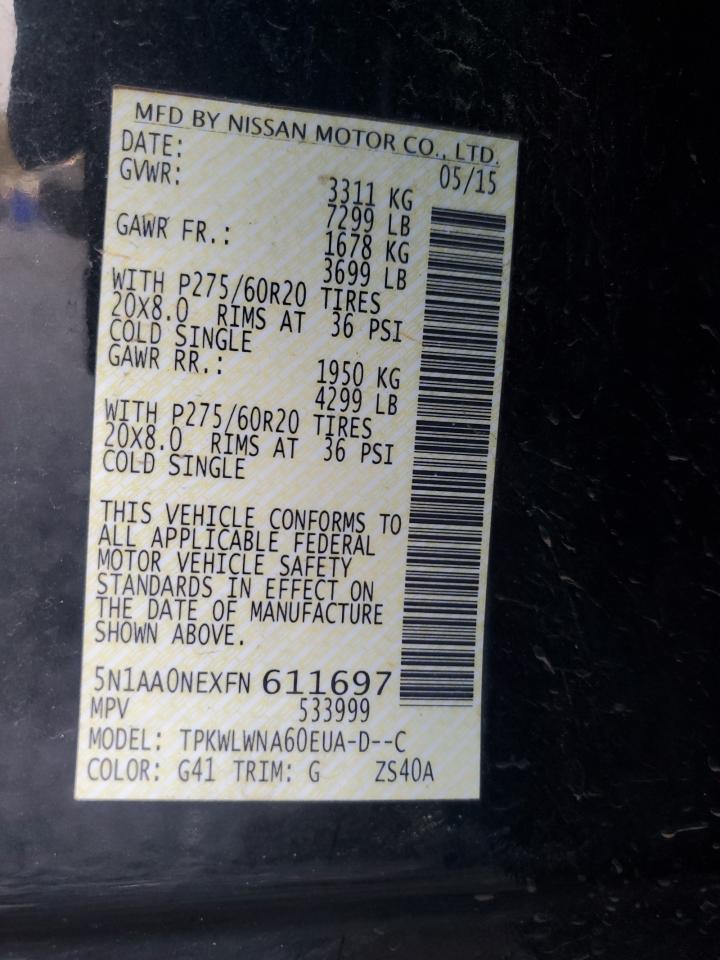 MFD BY NISSAN MOTOR CO., LTD.
DATE: 05/15
GVWR: 3311 KG
7299 LB
GAWR FR.: 1678 KG
3699 LB
WITH P275/60R20 TIRES
20X8.0 RIMS AT 36 PSI
COLD SINGLE
GAWR RR.: 1950 KG
4299 LB
WITH P275/60R20 TIRES
20X8.0 RIMS AT 36 PSI
COLD SINGLE
THIS VEHICLE CONFORMS TO
ALL APPLICABLE FEDERAL
MOTOR VEHICLE SAFETY
STANDARDS IN EFFECT ON
THE DATE OF MANUFACTURE
SHOWN ABOVE.
5N1AA0NEXFN 611697
MPV 533999
MODEL: TPKWLWNA60EUA-D--C
COLOR: G41 TRIM: G ZS40A